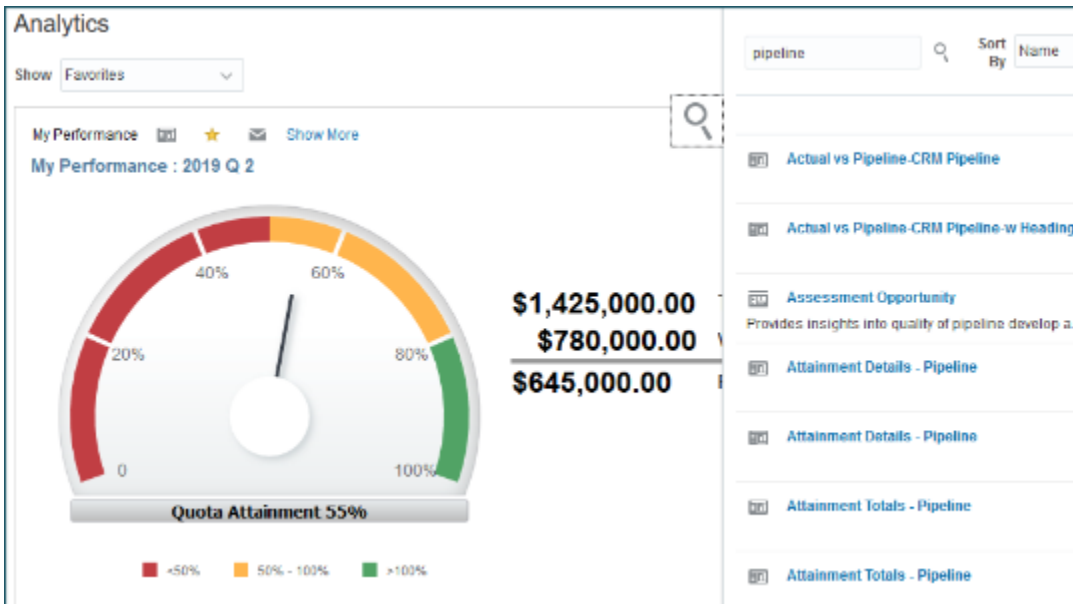 Analytics
Show Favorites
My Performance Show More
My Performance : 2019 Q 2
0
20%
40%
60%
80%
100%
Quota Attainment 55%
<50% 50% - 100% >100%
$1,425,000.00
$780,000.00
$645,000.00
pipeline Sort By Name
Actual vs Pipeline-CRM Pipeline
Actual vs Pipeline-CRM Pipeline-w Heading
Assessment Opportunity
Provides insights into quality of pipeline develop a.
Attainment Details - Pipeline
Attainment Details - Pipeline
Attainment Totals - Pipeline
Attainment Totals - Pipeline